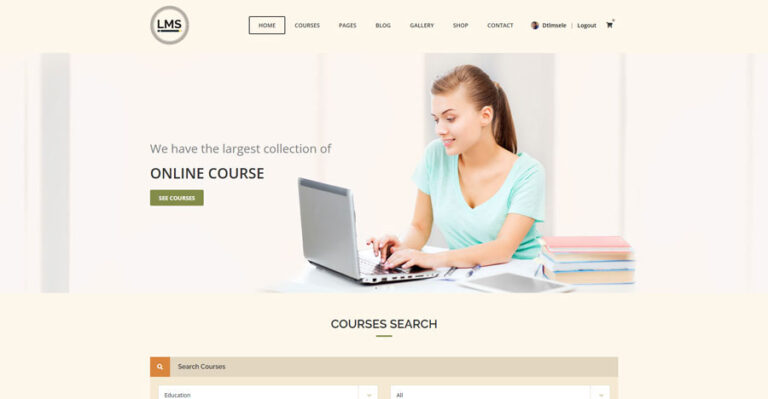 LMS
HOME
COURSES
PAGES
BLOG
GALLERY
SHOP
CONTACT
Dtlmsele | Logout
We have the largest collection of
ONLINE COURSE
SEE COURSES
COURSES SEARCH
Search Courses
Education
All